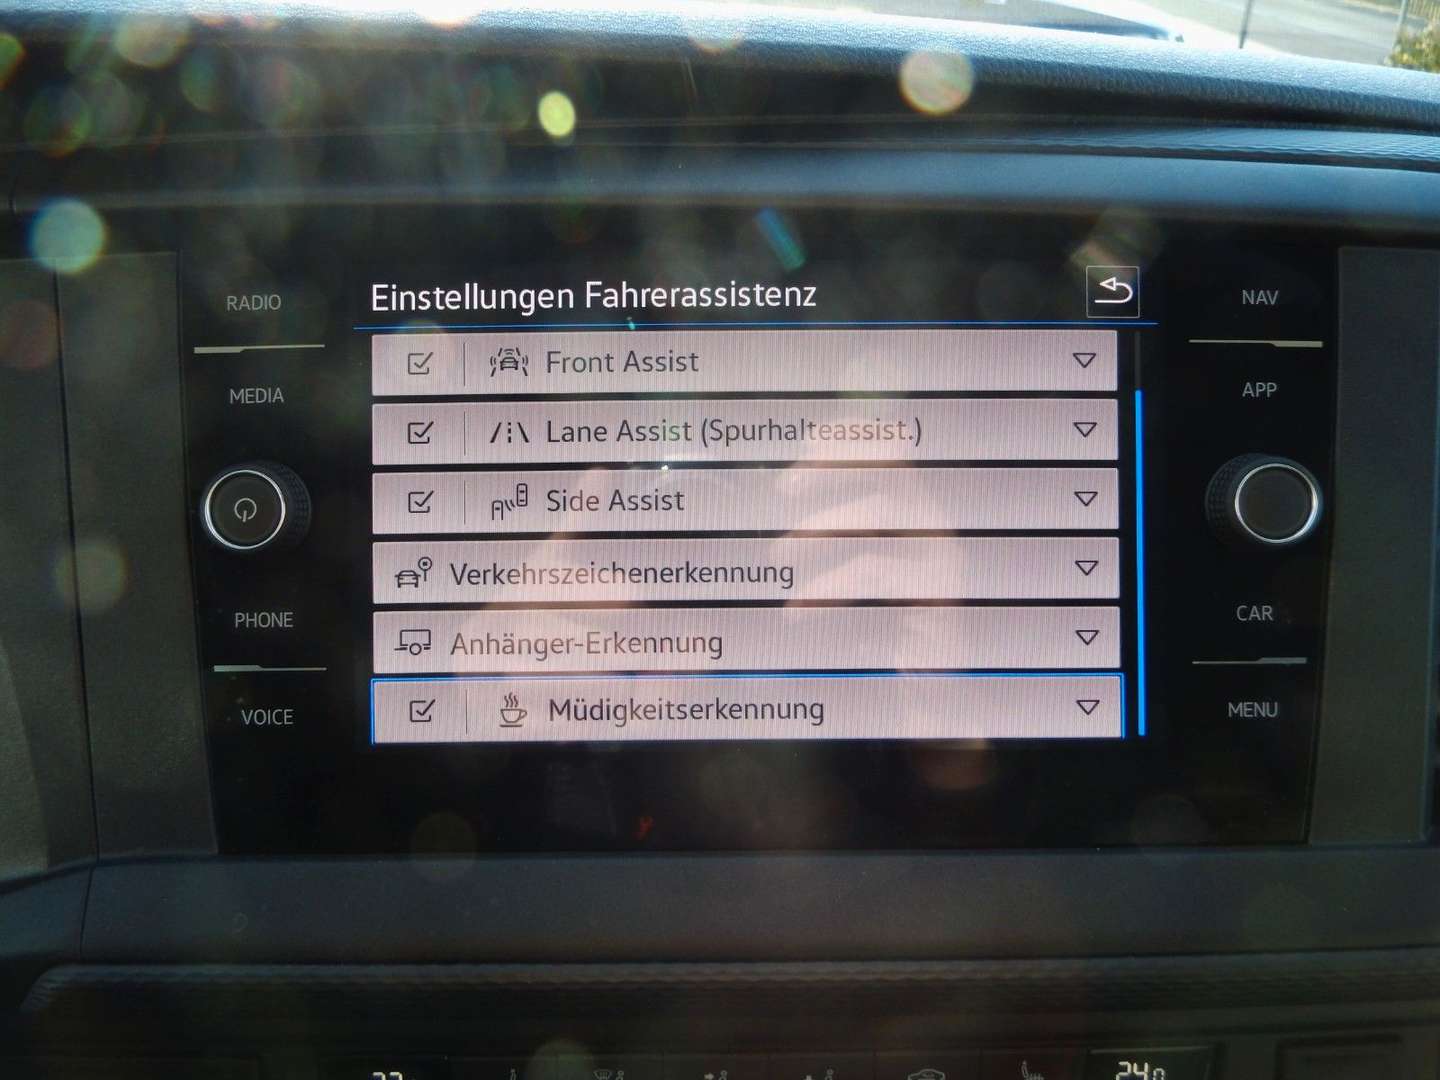 Einstellungen Fahrerassistenz
RADIO
NAV
Front Assist
MEDIA
APP
Lane Assist (Spurhalteassist.)
Side Assist
Verkehrszeichenerkennung
PHONE
CAR
Anhänger-Erkennung
VOICE
MENU
Müdigkeitserkennung